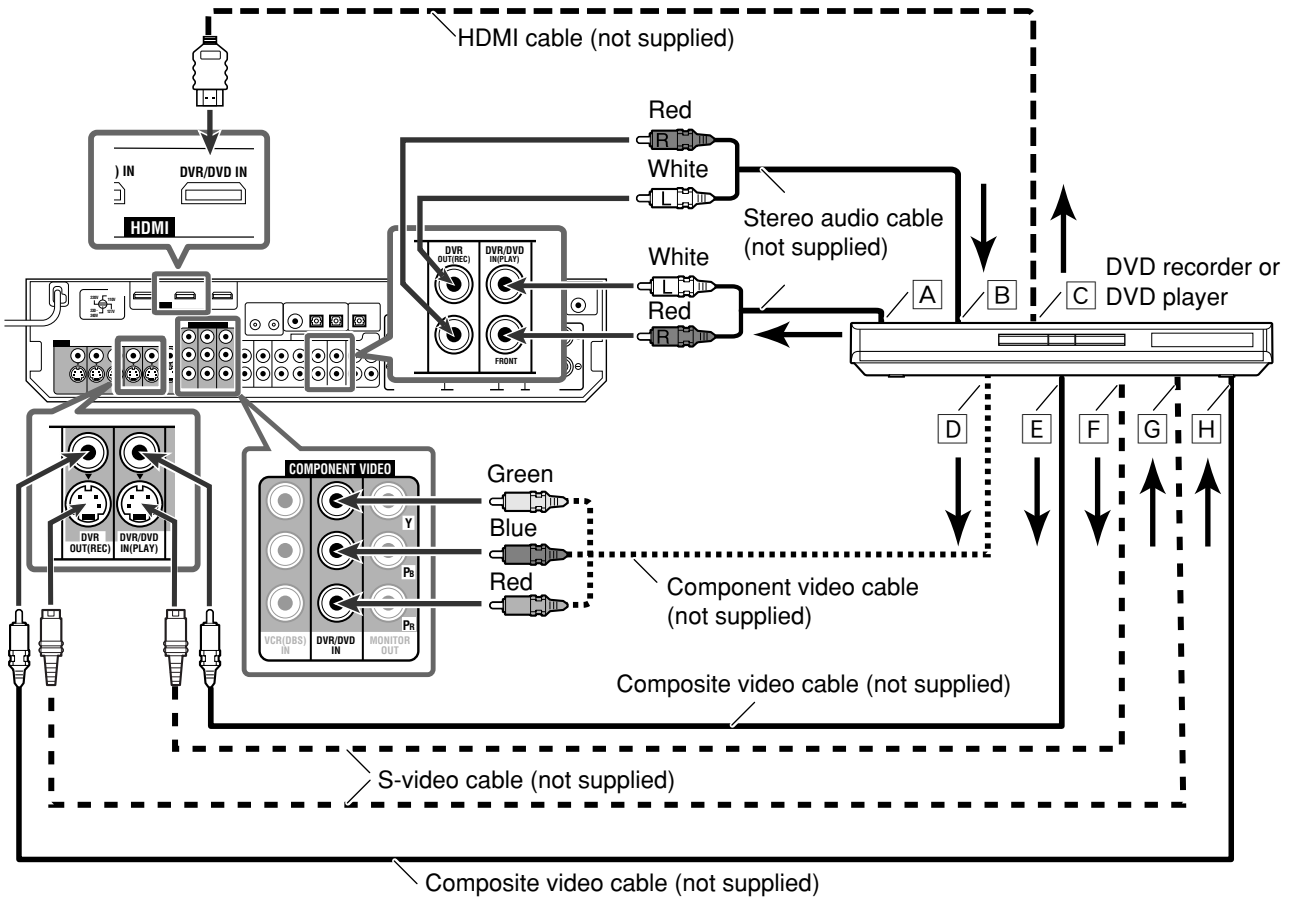 HDMI cable (not supplied)
Red
R
White
L
) IN
DVR/DVD IN
HDMI
Stereo audio cable
(not supplied)
DVR
OUT(REC)
DVR/DVD
IN(PLAY)
FRONT
White
L
Red
R
A
B
C
DVD recorder or
DVD player
D
E
F
G
H
DVR
OUT(REC)
DVR/DVD
IN(PLAY)
COMPONENT VIDEO
Y
PB
PR
VCR(DBS)
IN
DVR/DVD
IN
MONITOR
OUT
Green
Blue
Red
Component video cable
(not supplied)
Composite video cable (not supplied)
S-video cable (not supplied)
Composite video cable (not supplied)